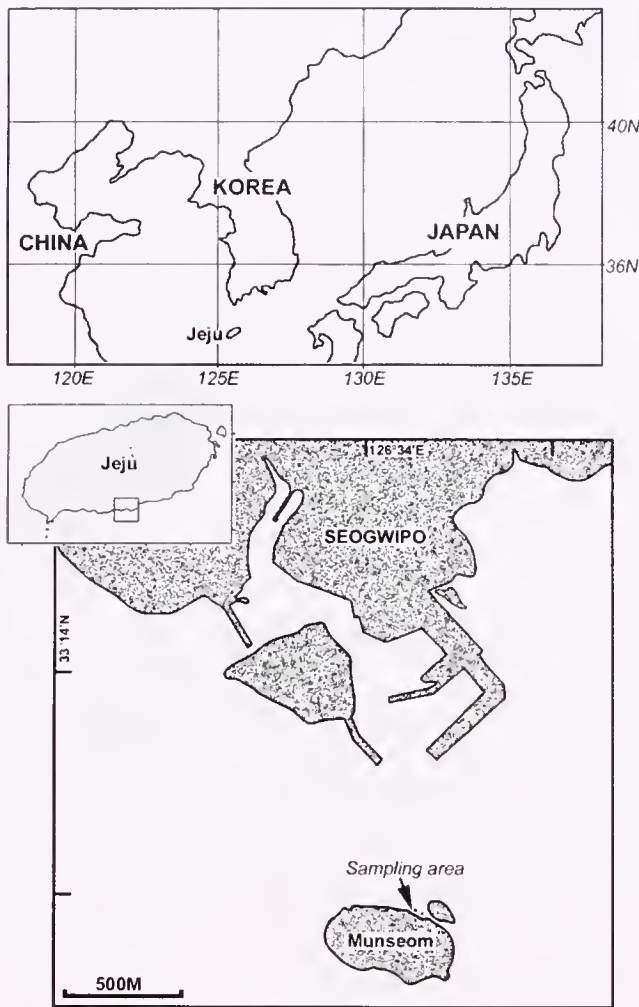 40N
KOREA
CHINA
JAPAN
36N
Jeju
120E
125E
130E
135E
Jeju
126°34'E
SEOGWIPO
33°14'N
Sampling area
Munseom
500M